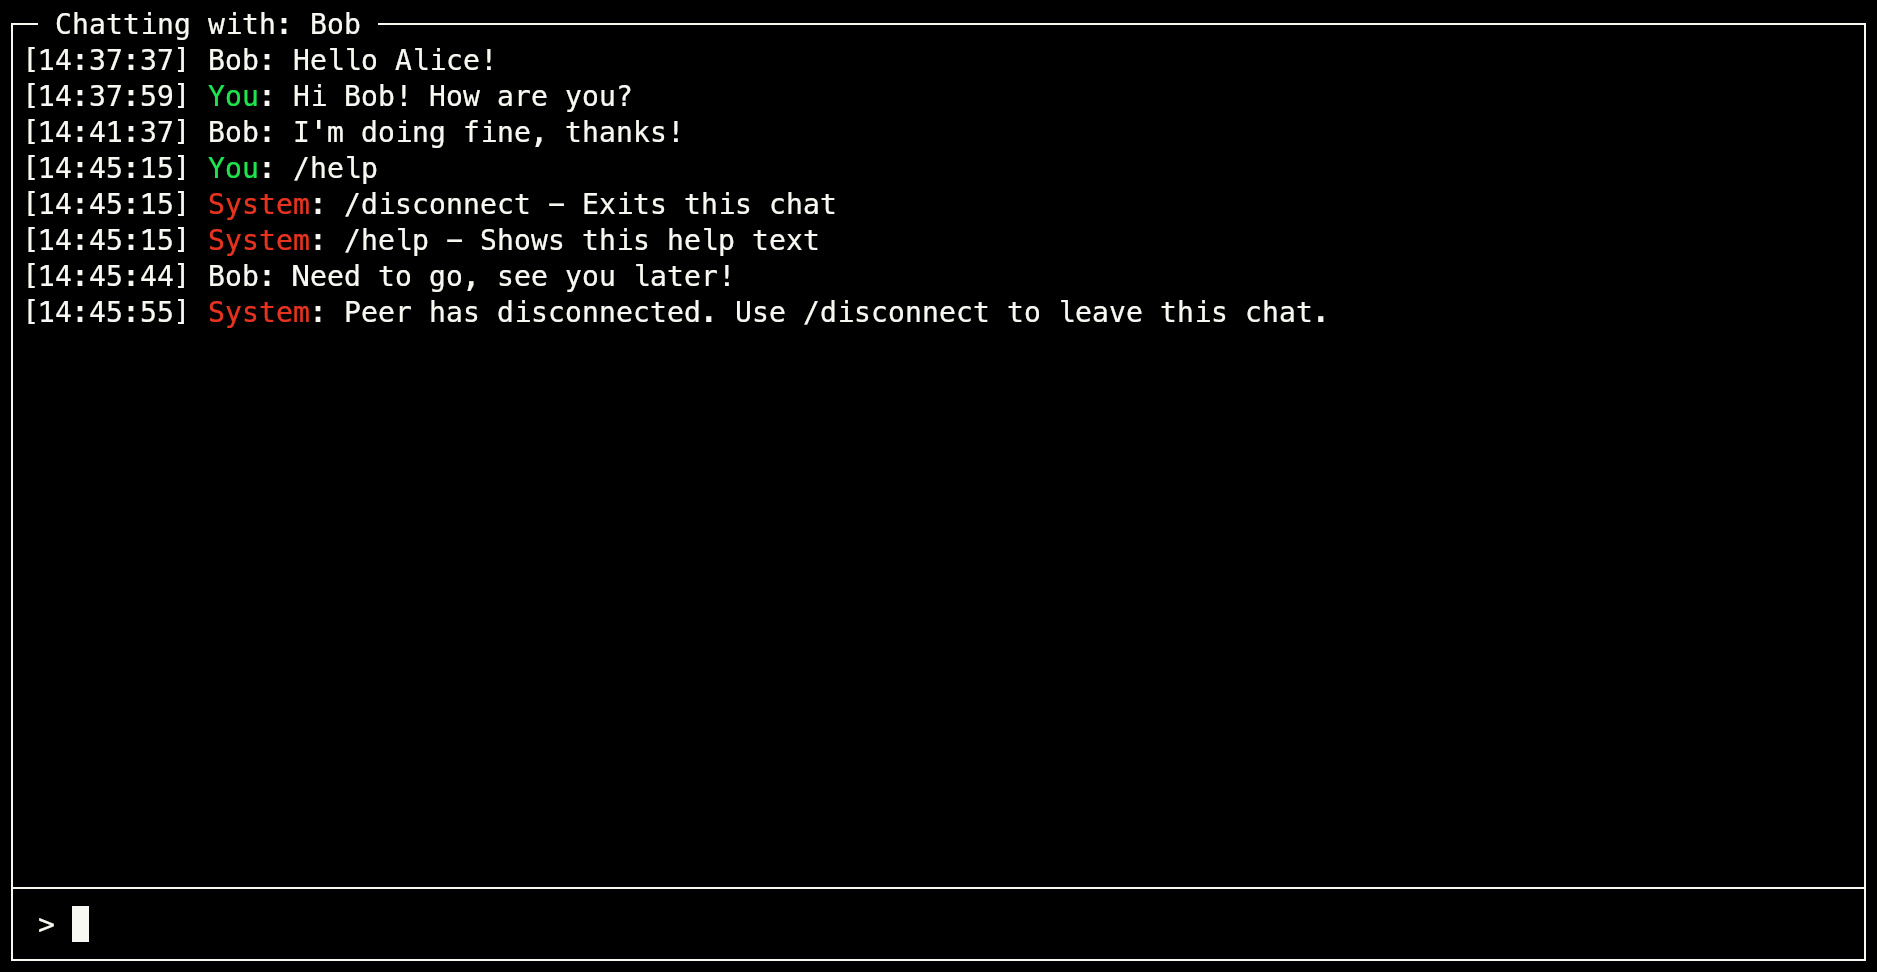 Chatting with: Bob
[14:37:37] Bob: Hello Alice!
[14:37:59] You: Hi Bob! How are you?
[14:41:37] Bob: I'm doing fine, thanks!
[14:45:15] You: /help
[14:45:15] System: /disconnect - Exits this chat
[14:45:15] System: /help - Shows this help text
[14:45:44] Bob: Need to go, see you later!
[14:45:55] System: Peer has disconnected. Use /disconnect to leave this chat.
>